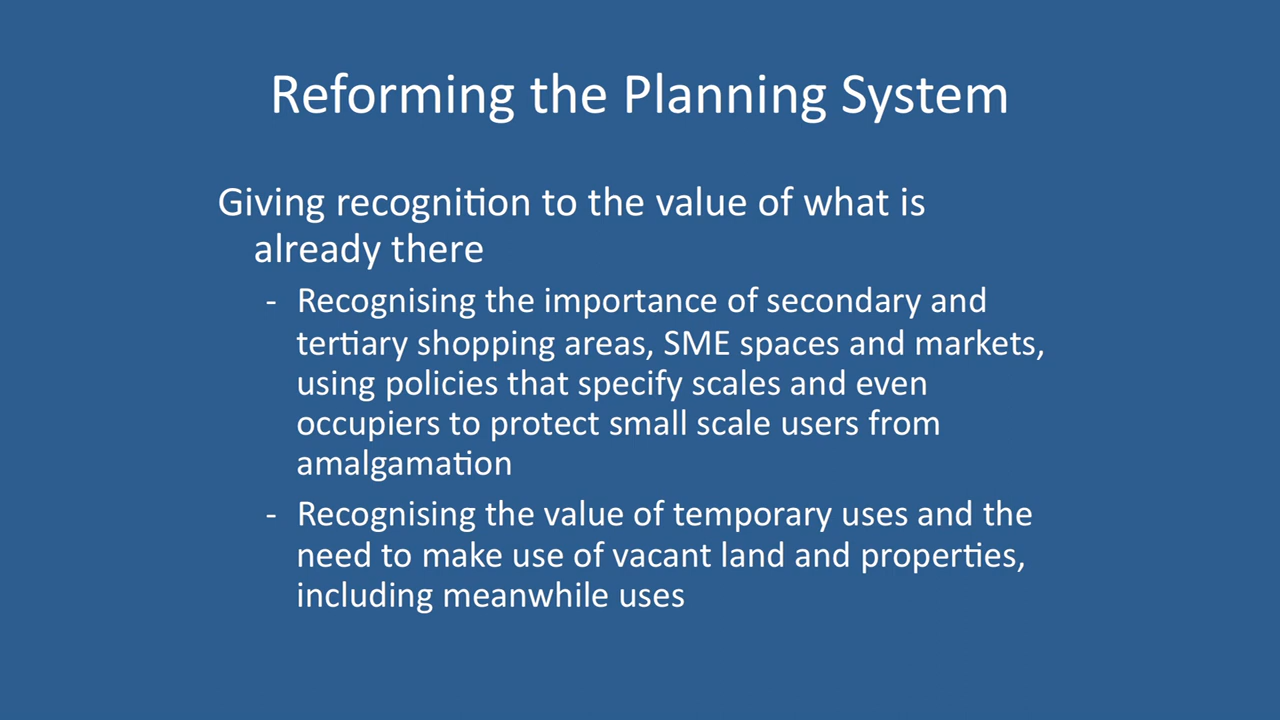 Reforming the Planning System
Giving recognition to the value of what is
already there
- Recognising the importance of secondary and
tertiary shopping areas, SME spaces and markets,
using policies that specify scales and even
occupiers to protect small scale users from
amalgamation
- Recognising the value of temporary uses and the
need to make use of vacant land and properties,
including meanwhile uses